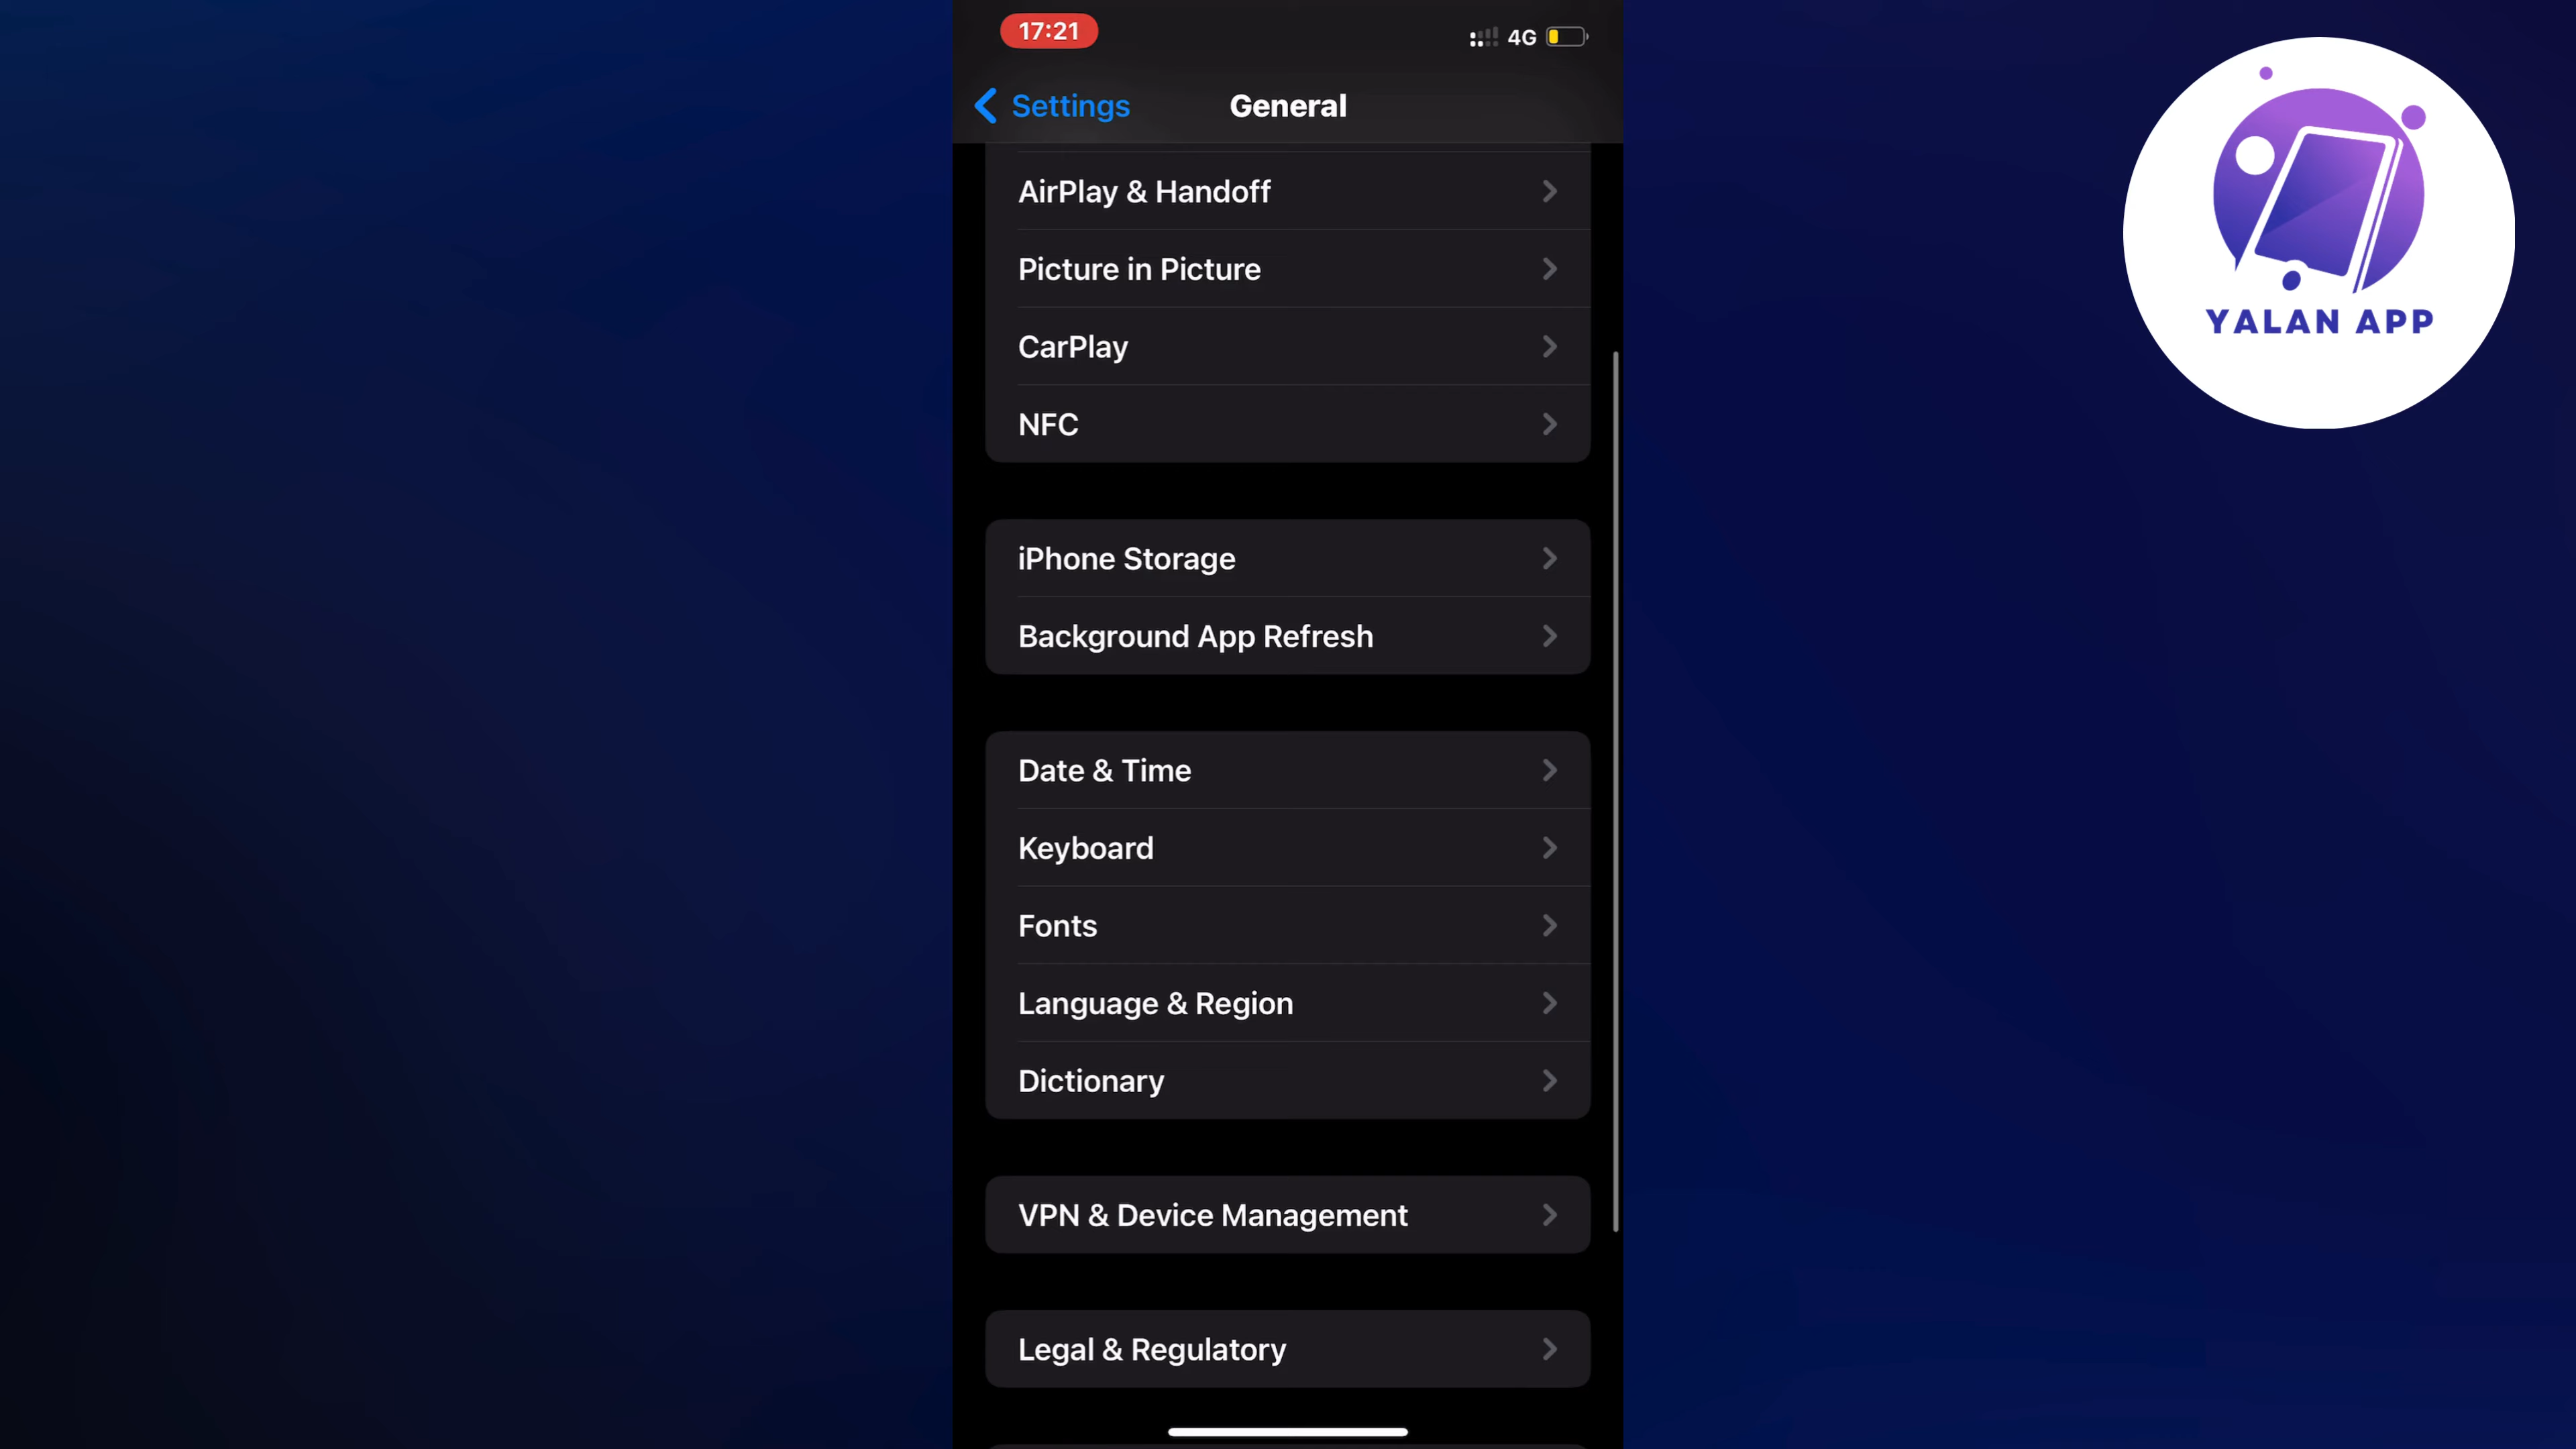 17:21
4G
Settings
General
AirPlay & Handoff
Picture in Picture
CarPlay
NFC
iPhone Storage
Background App Refresh
Date & Time
Keyboard
Fonts
Language & Region
Dictionary
VPN & Device Management
Legal & Regulatory
YALAN APP